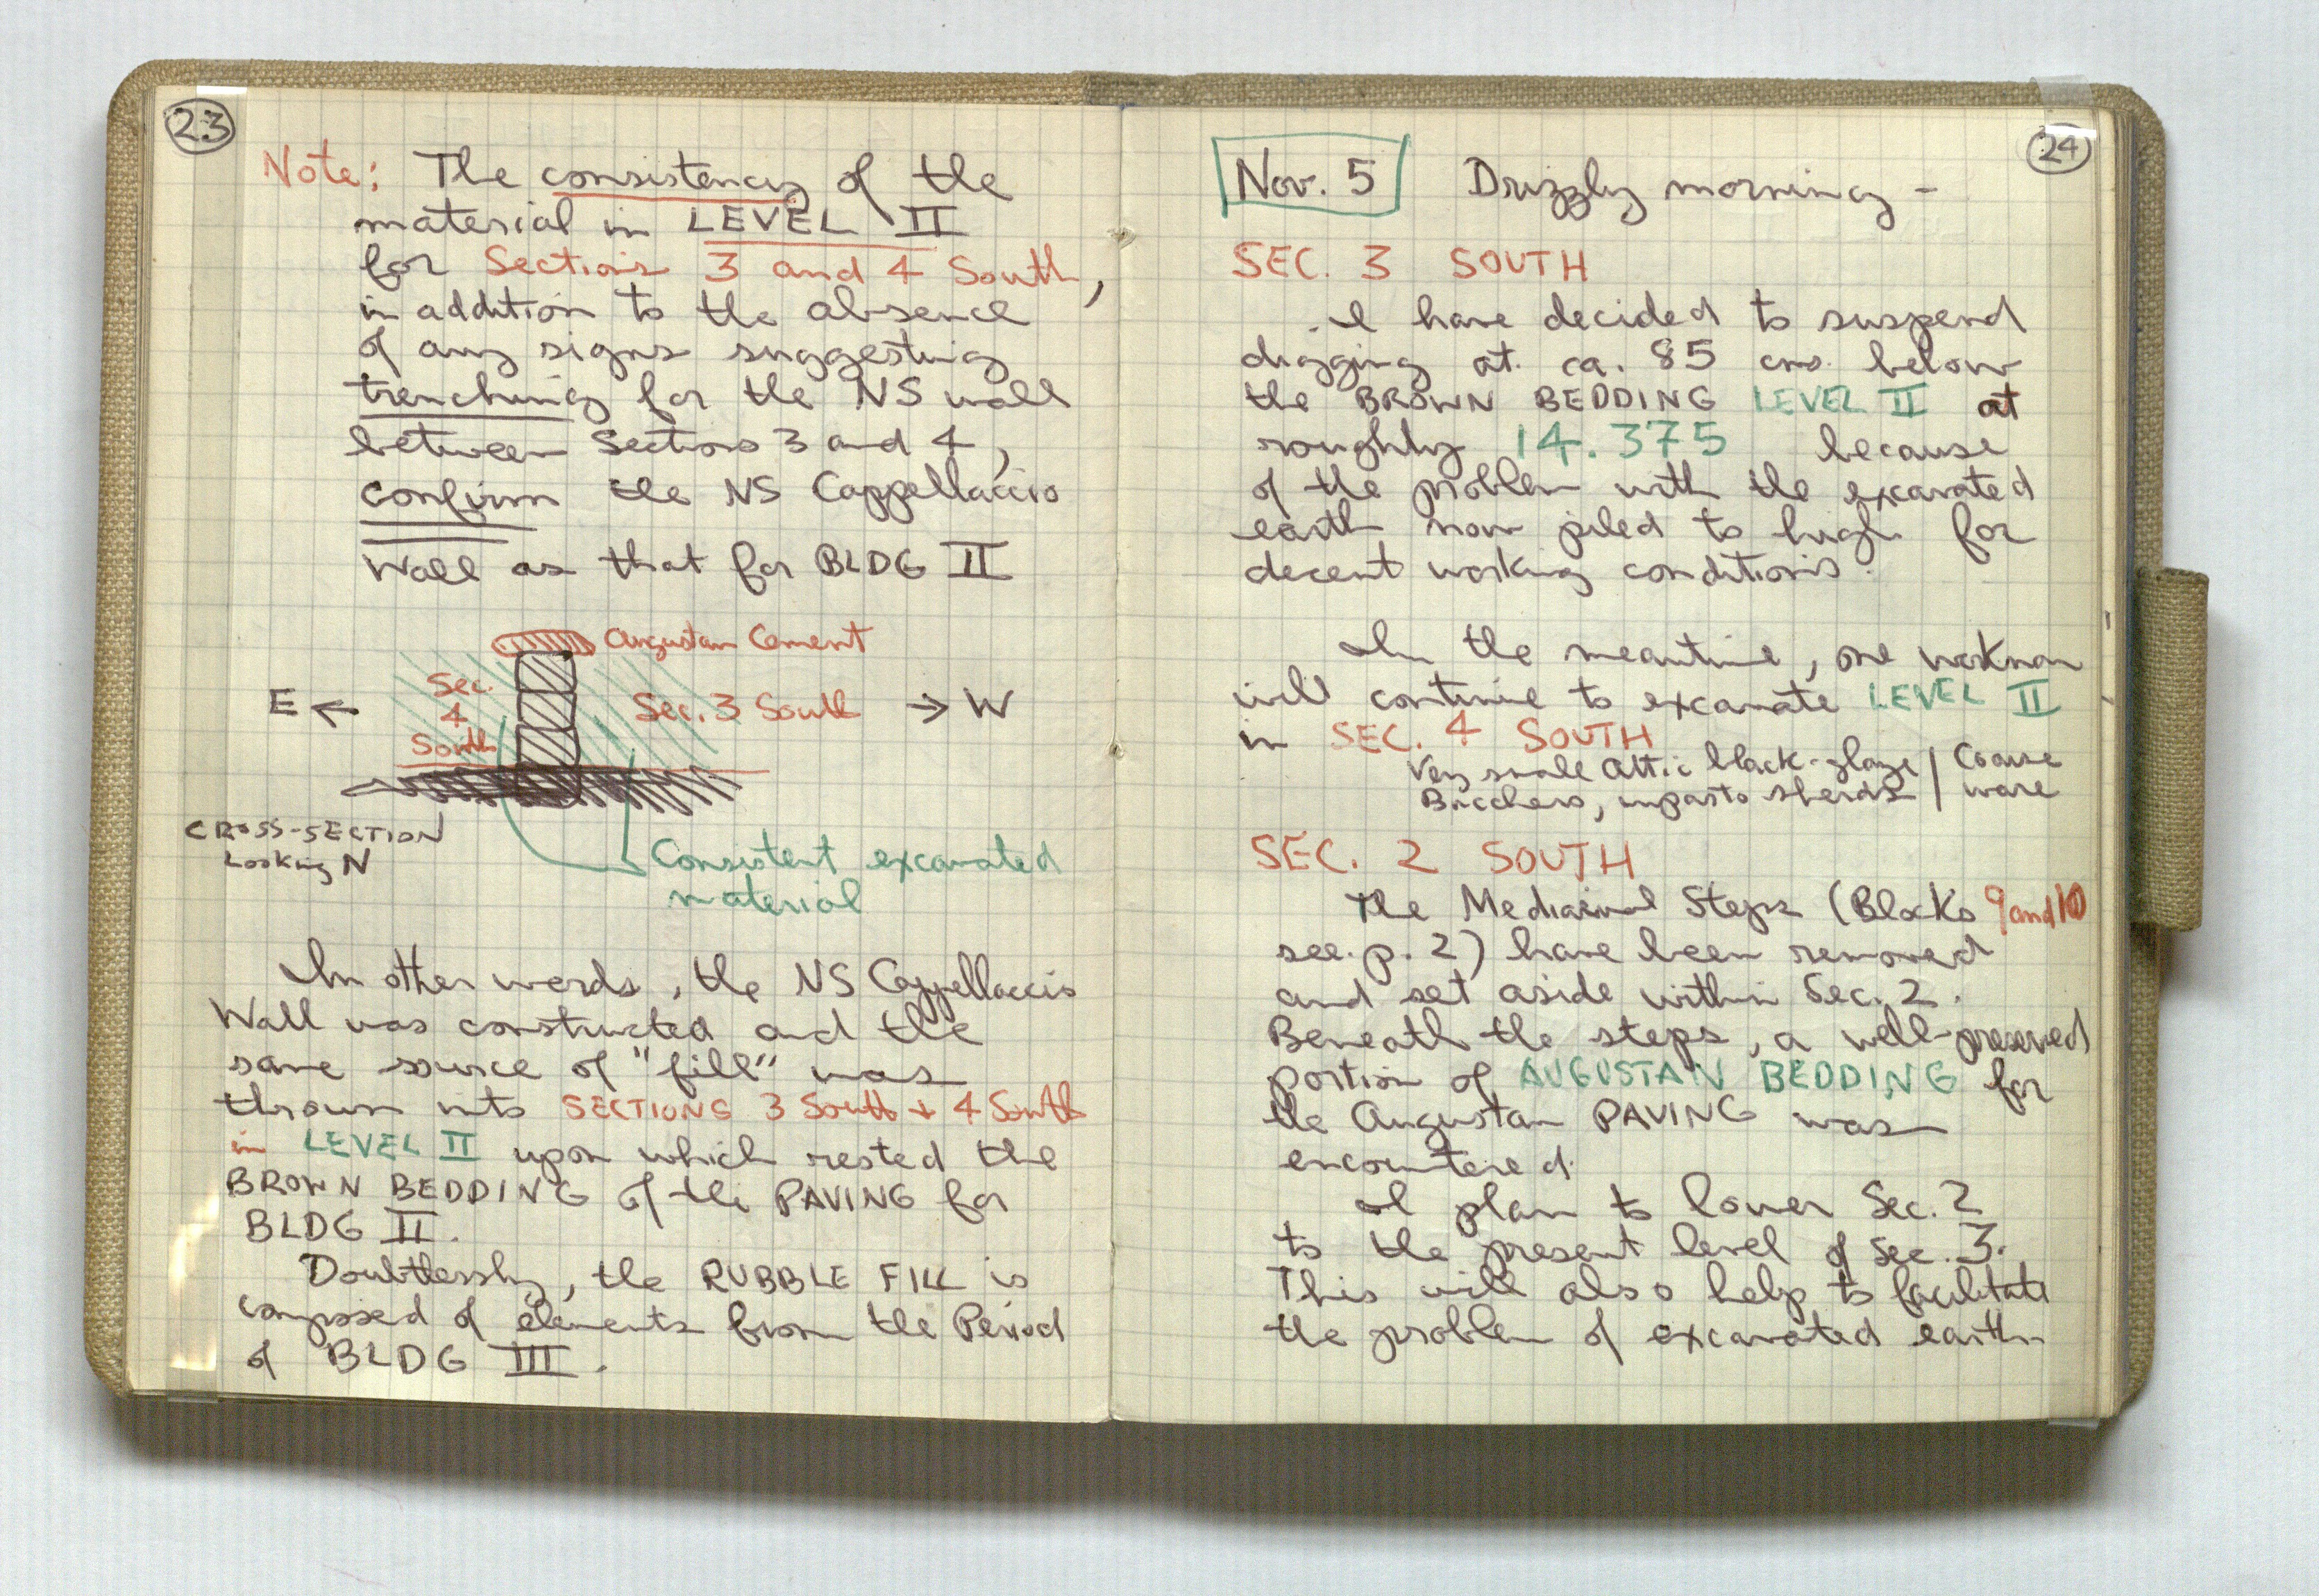 23
Note: The consistency of the
material in LEVEL II
for Sections 3 and 4 South,
in addition to the absence
of any signs suggesting
trenching for the NS wall
between Sections 3 and 4,
confirm the NS Cappellaccio
Wall as that for BLDG II
Augustan Cement
Sec.
4
South
E ←
Sec. 3 South
→ W
CROSS-SECTION
Looking N
Consistent excavated
material
In other words, the NS Cappellaccio
Wall was constructed and the
same source of "fill" was
thrown into SECTIONS 3 South + 4 South
in LEVEL II upon which rested the
BROWN BEDDING of the PAVING for
BLDG II.
Doubtlessly, the RUBBLE FILL is
composed of elements from the Period
of BLDG III.
24
Nov. 5 Drizzly morning -
SEC. 3 SOUTH
I have decided to suspend
digging at ca. 85 cms. below
the BROWN BEDDING LEVEL II at
roughly 14.375 because
of the problem with the excavated
earth now piled to high for
decent working conditions.
In the meantime, one workman
will continue to excavate LEVEL II
in SEC. 4 SOUTH
Very small Attic black-glaze | Coarse
Bucchero, impasto sherds | ware
SEC. 2 SOUTH
The Mediaeval Steps (Blocks 9 and 10
see. p. 2) have been removed
and set aside within Sec. 2.
Beneath the steps, a well-preserved
portion of AUGUSTAN BEDDING for
the Augustan PAVING was
encountered.
I plan to lower Sec. 2
to the present level of Sec. 3.
This will also help to facilitate
the problem of excavated earth